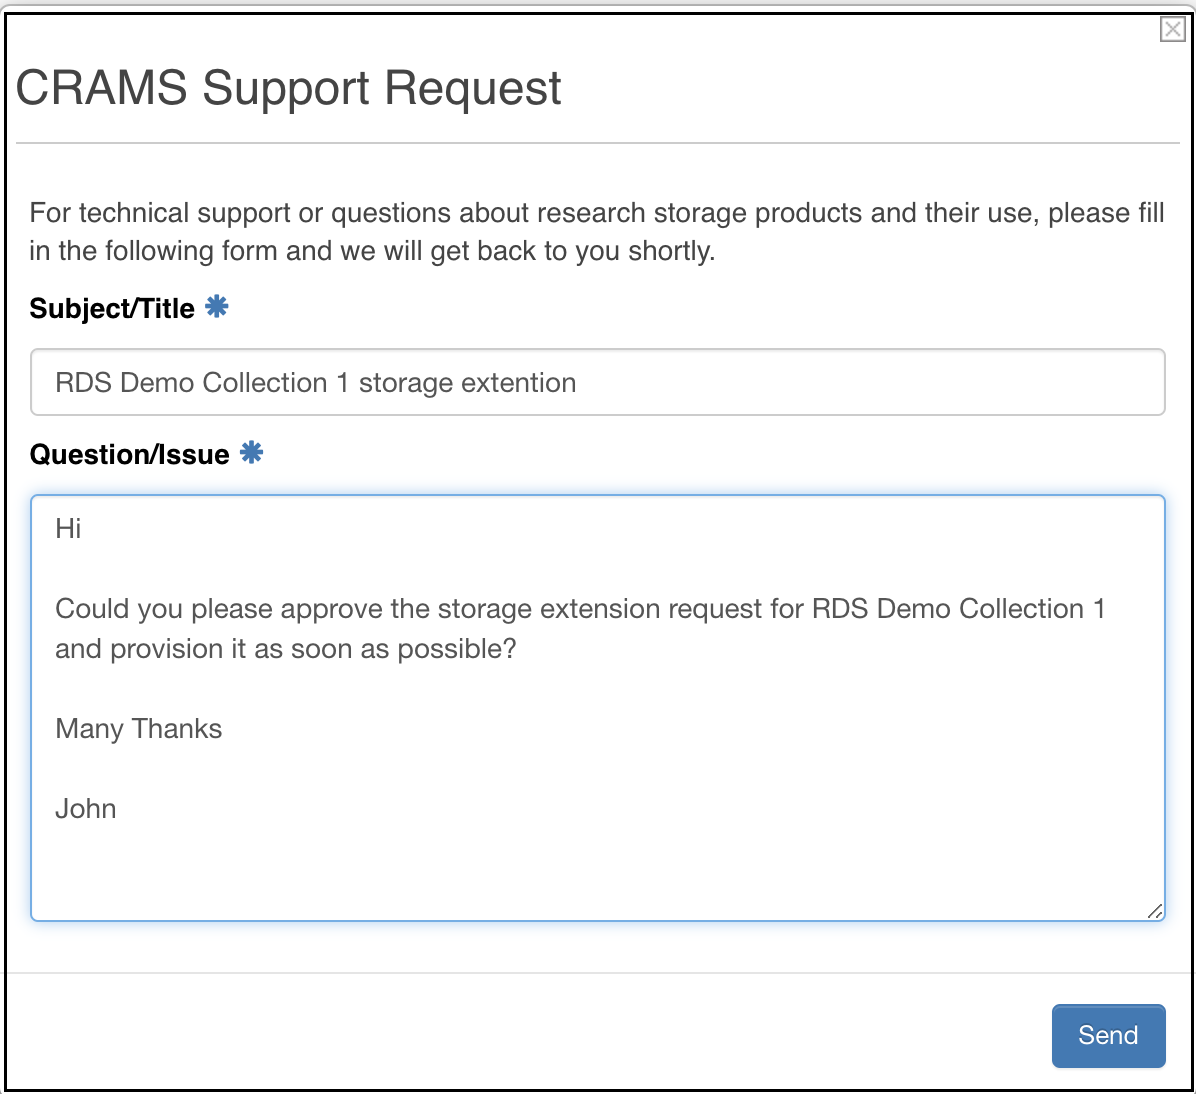 CRAMS Support Request
For technical support or questions about research storage products and their use, please fill
in the following form and we will get back to you shortly.
Subject/Title *
RDS Demo Collection 1 storage extention
Question/Issue *
Hi
Could you please approve the storage extension request for RDS Demo Collection 1
and provision it as soon as possible?
Many Thanks
John
Send